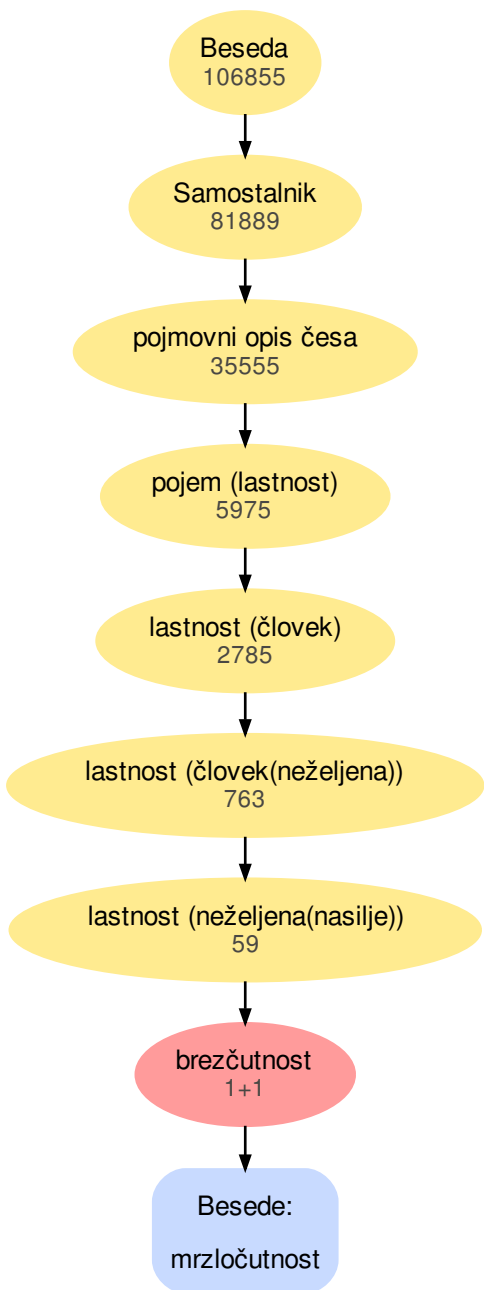 Beseda
106855
Samostalnik
81889
pojmovni opis česa
35555
pojem (lastnost)
5975
lastnost (človek)
2785
lastnost (človek(neželjena))
763
lastnost (neželjena(nasilje))
59
brezčutnost
1+1
Besede:
mrzločutnost